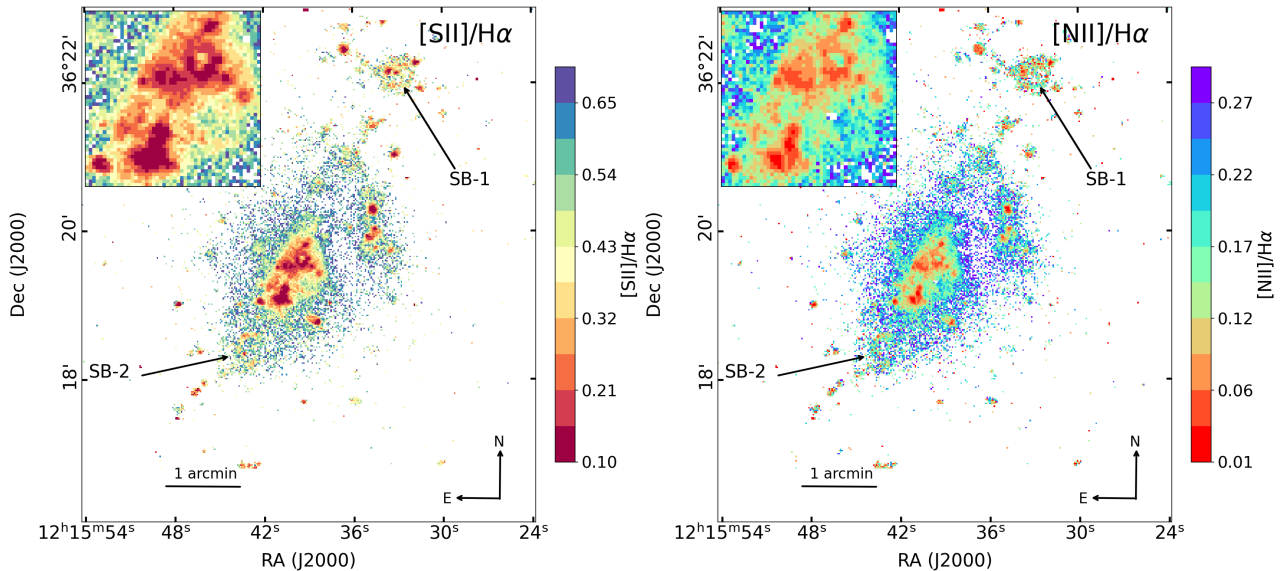 [SII]/Hα
36°22'
20'
18'
Dec (J2000)
SB-1
SB-2
1 arcmin
N
E
12ʰ15ᵐ54ˢ 48ˢ 42ˢ 36ˢ 30ˢ 24ˢ
RA (J2000)
0.65
0.54
0.43
0.32
0.21
0.10
[SII]/Hα
[NII]/Hα
36°22'
20'
18'
Dec (J2000)
SB-1
SB-2
1 arcmin
N
E
12ʰ15ᵐ54ˢ 48ˢ 42ˢ 36ˢ 30ˢ 24ˢ
RA (J2000)
0.27
0.22
0.17
0.12
0.06
0.01
[NII]/Hα